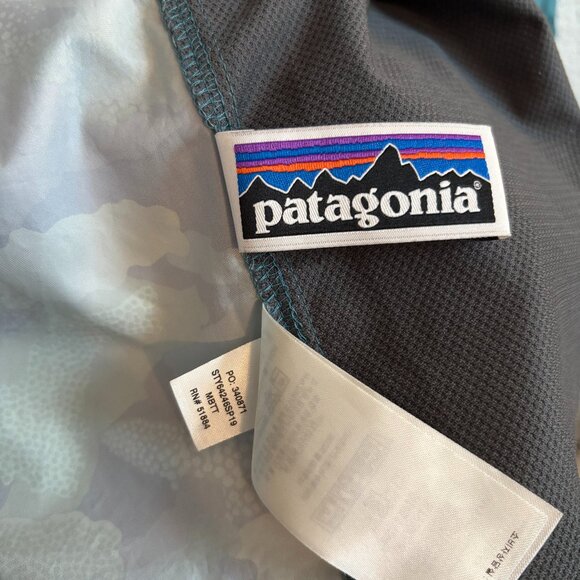 patagonia®
PO: 340871
STY64246SP19
MBTT
RN# 51884